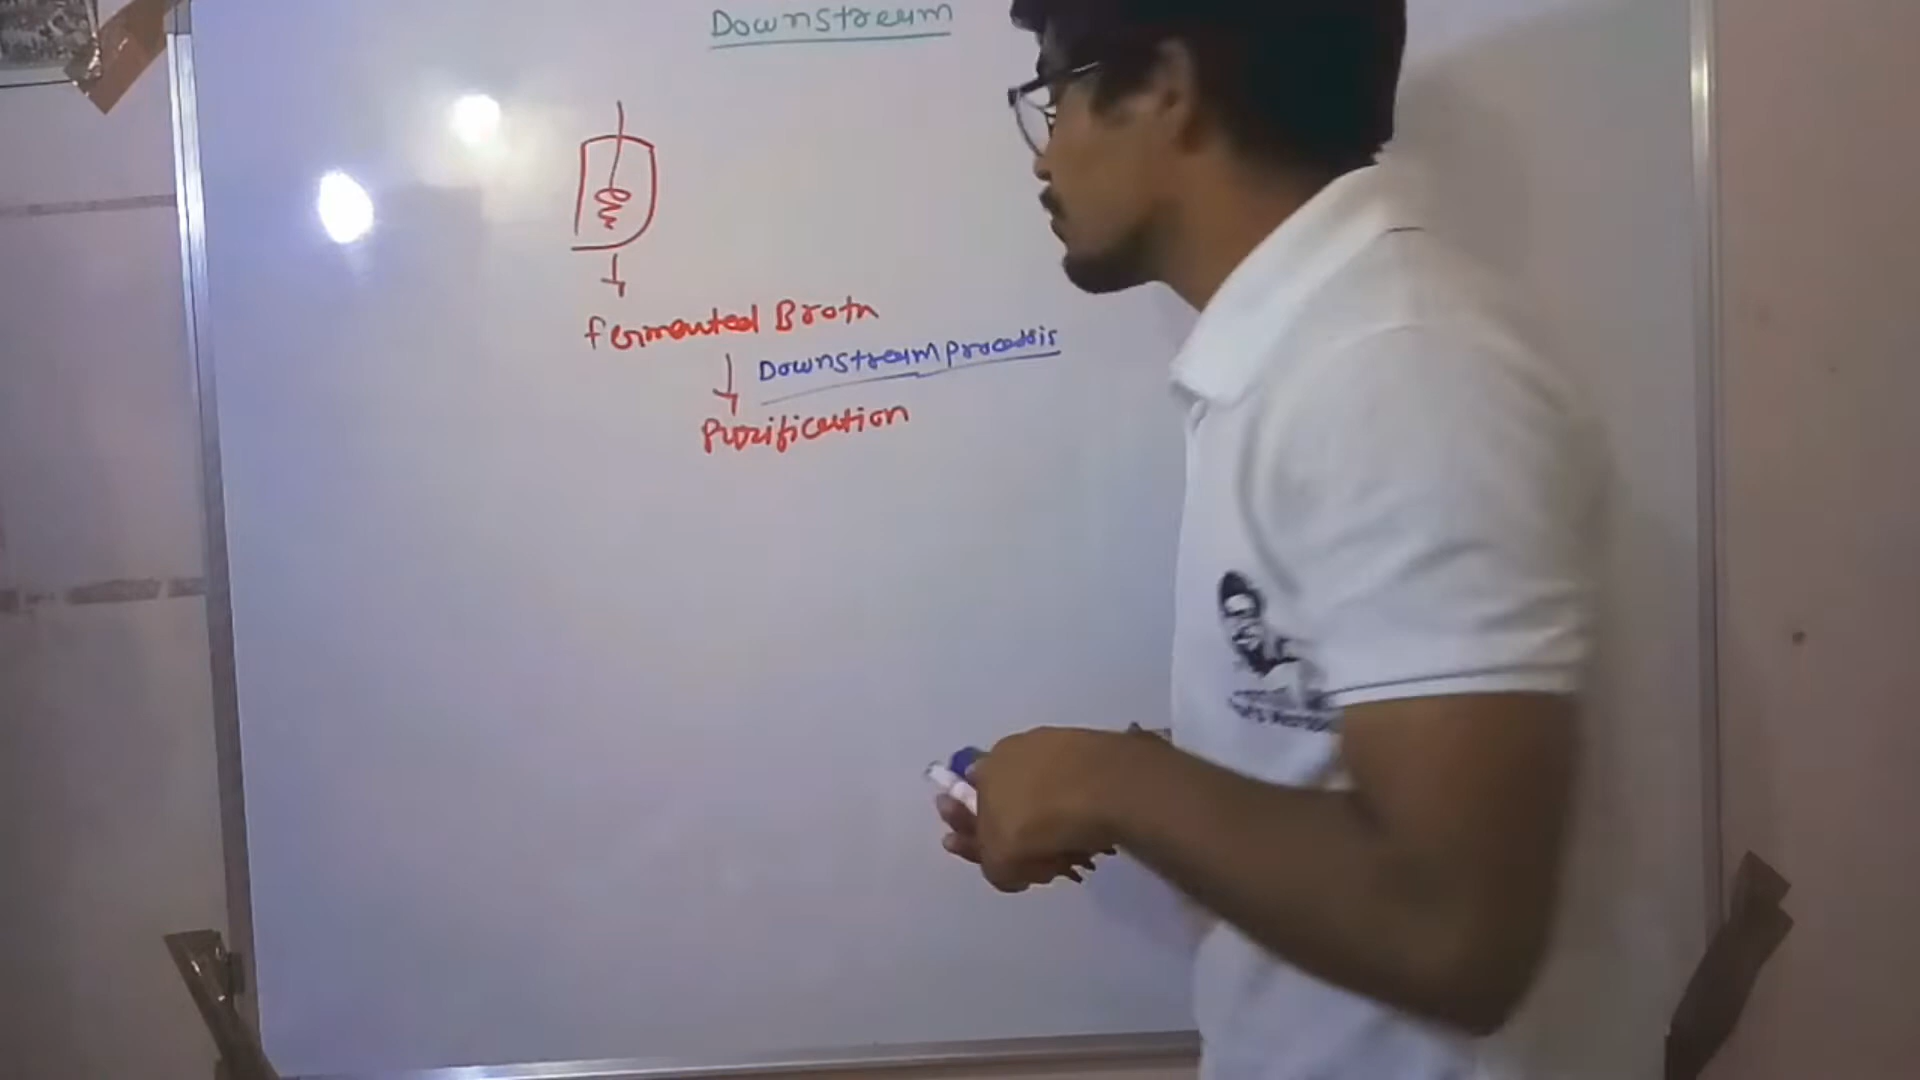 Downstream
fermented Broth
Downstream processis
Purification